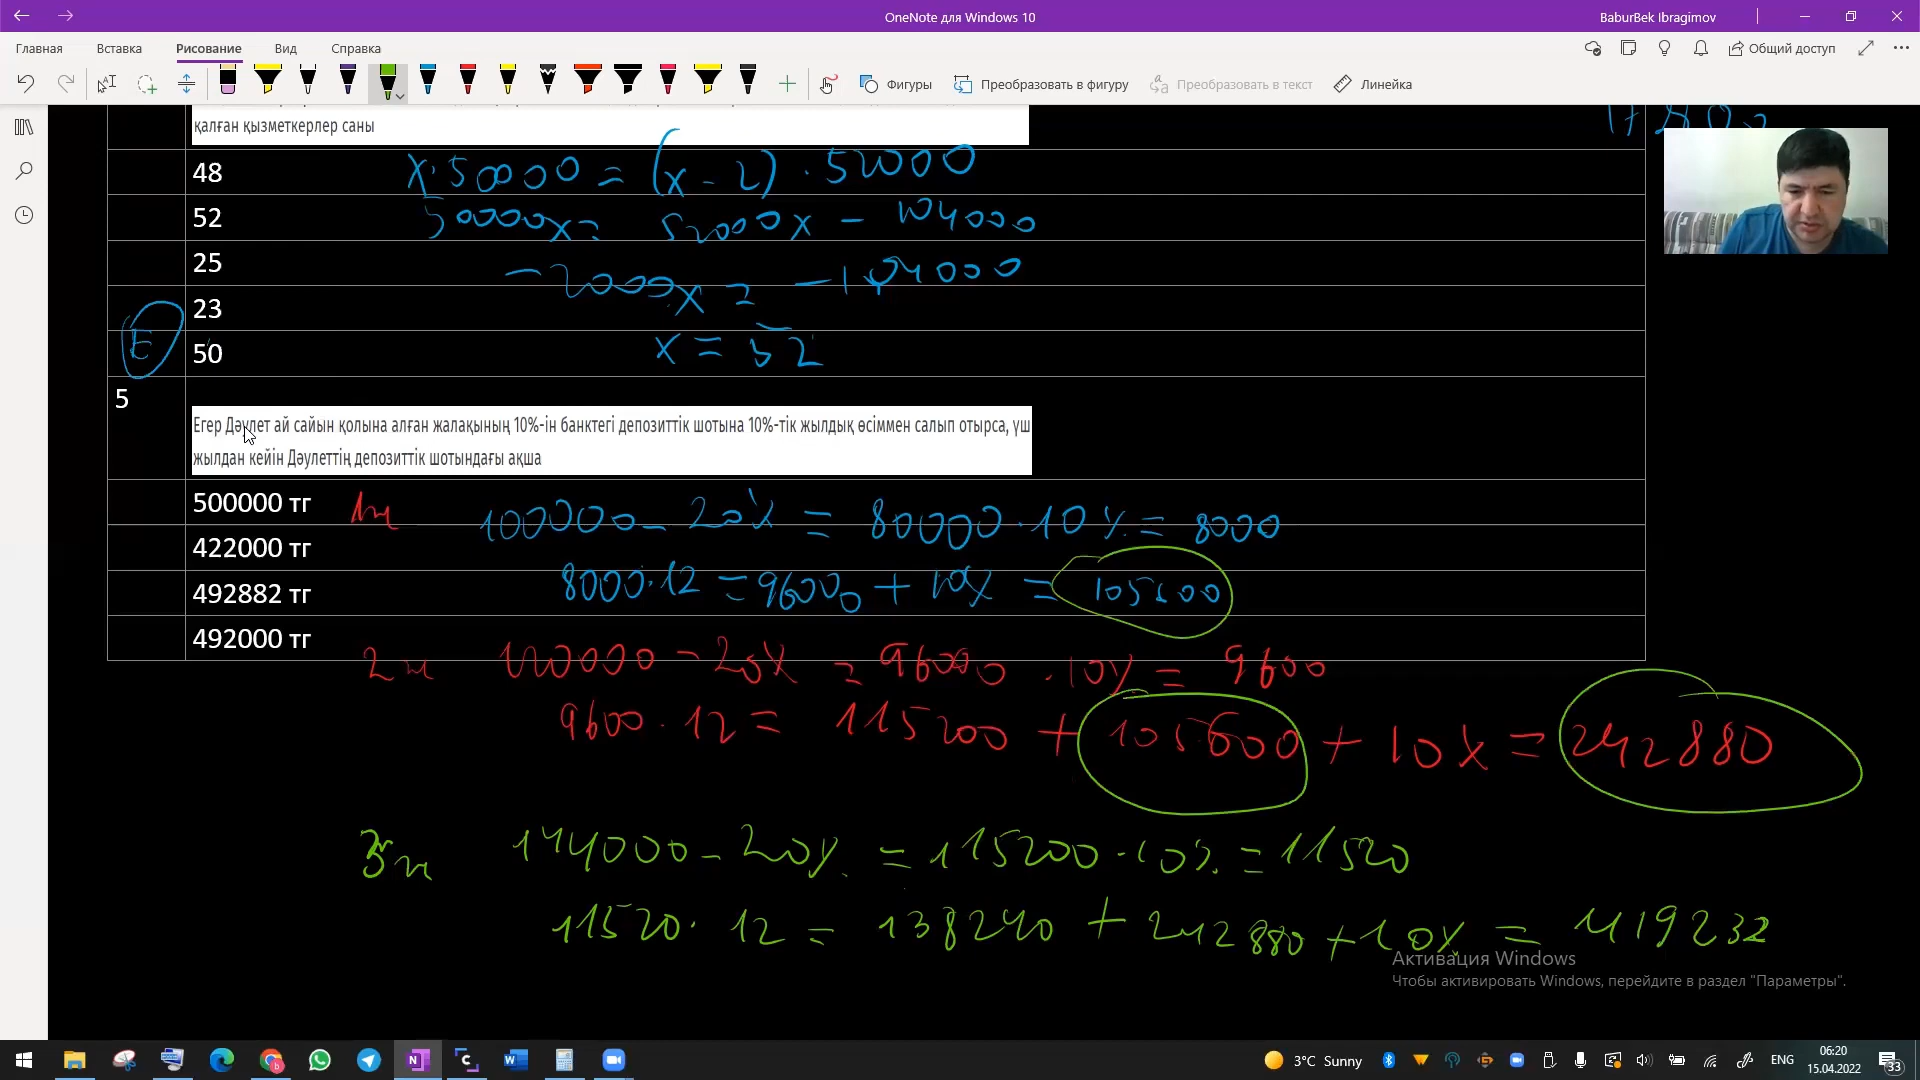 OneNote для Windows 10
BaburBek Ibragimov
Главная Вставка Рисование Вид Справка
Общий доступ
Фигуры Преобразовать в фигуру Преобразовать в текст Линейка
қалған қызметкерлер саны
48
x·50000 = (x - 2) · 52000
52
50000x = 52000x - 104000
25
-2000x = -104000
23
E
50
x = 52
5
Егер Дәулет ай сайын қолына алған жалақының 10%-ін банктегі депозиттік шотына 10%-тік жылдық өсіммен салып отырса, үш
жылдан кейін Дәулеттің депозиттік шотындағы ақша
500000 тг
1ж 100000 - 20% = 80000 · 10% = 8000
422000 тг
8000·12 = 96000 + 10% = 105600
492882 тг
492000 тг
2ж 120000 - 20% = 96000 · 10% = 9600
9600 · 12 = 115200 + 105600 + 10% = 242880
3ж 144000 - 20% = 115200 · 10% = 11520
11520 · 12 = 138240 + 242880 + 10% = 419232
Активация Windows
Чтобы активировать Windows, перейдите в раздел "Параметры".
3°C Sunny
ENG
06:20
15.04.2022
33